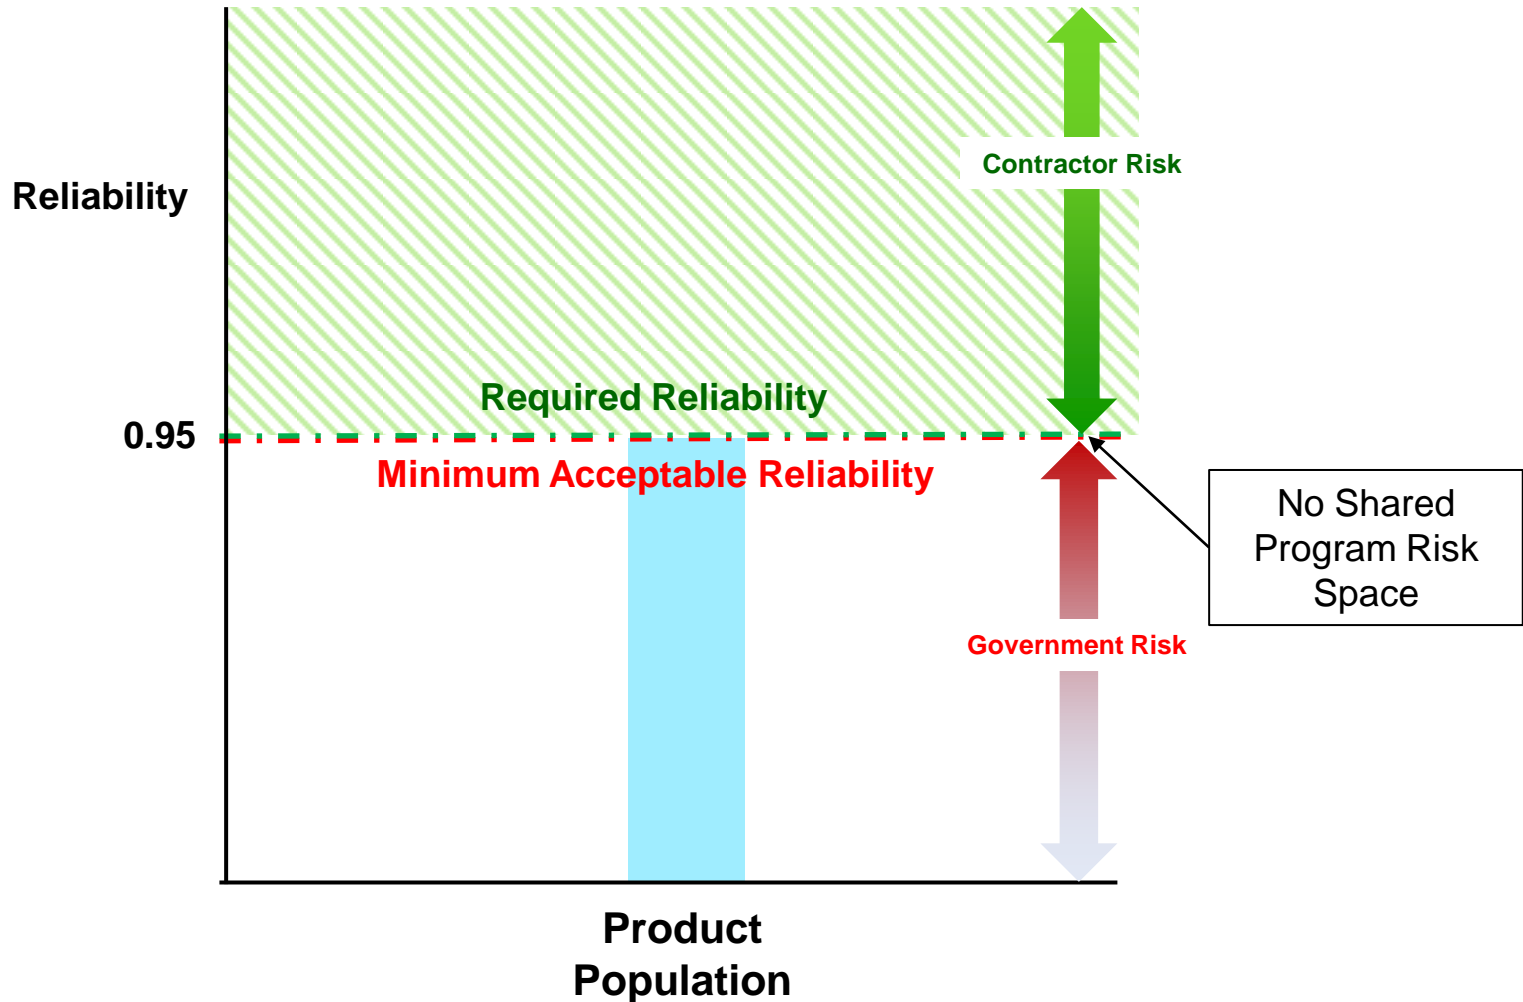 Contractor Risk
Reliability
Required Reliability
0.95
Minimum Acceptable Reliability
No Shared
Program Risk
Space
Government Risk
Product
Population